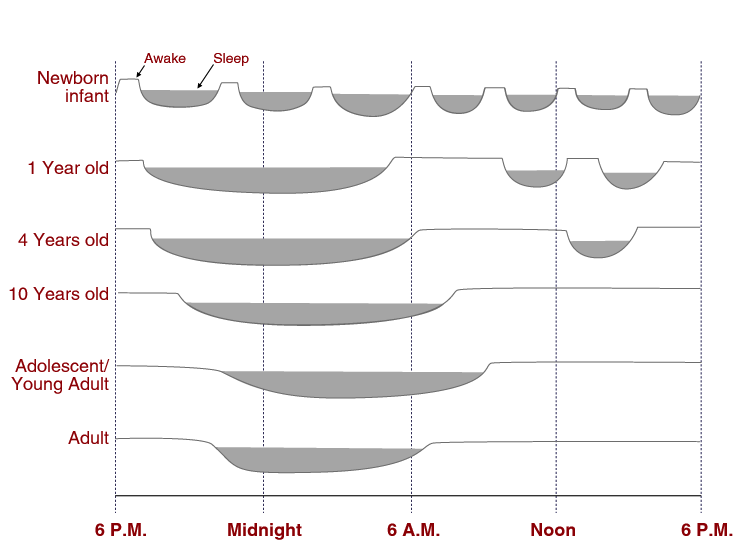 Awake
Sleep
Newborn
infant
1 Year old
4 Years old
10 Years old
Adolescent/
Young Adult
Adult
6 P.M.
Midnight
6 A.M.
Noon
6 P.M.